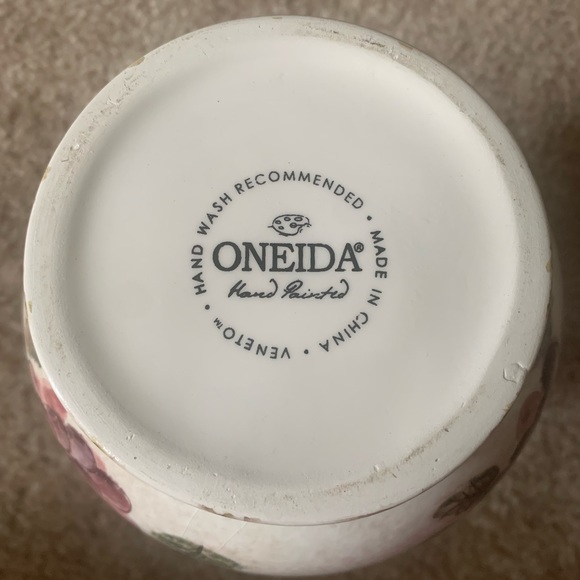 HAND WASH RECOMMENDED • MADE IN CHINA • VENETO™ •
ONEIDA®
Hand Painted